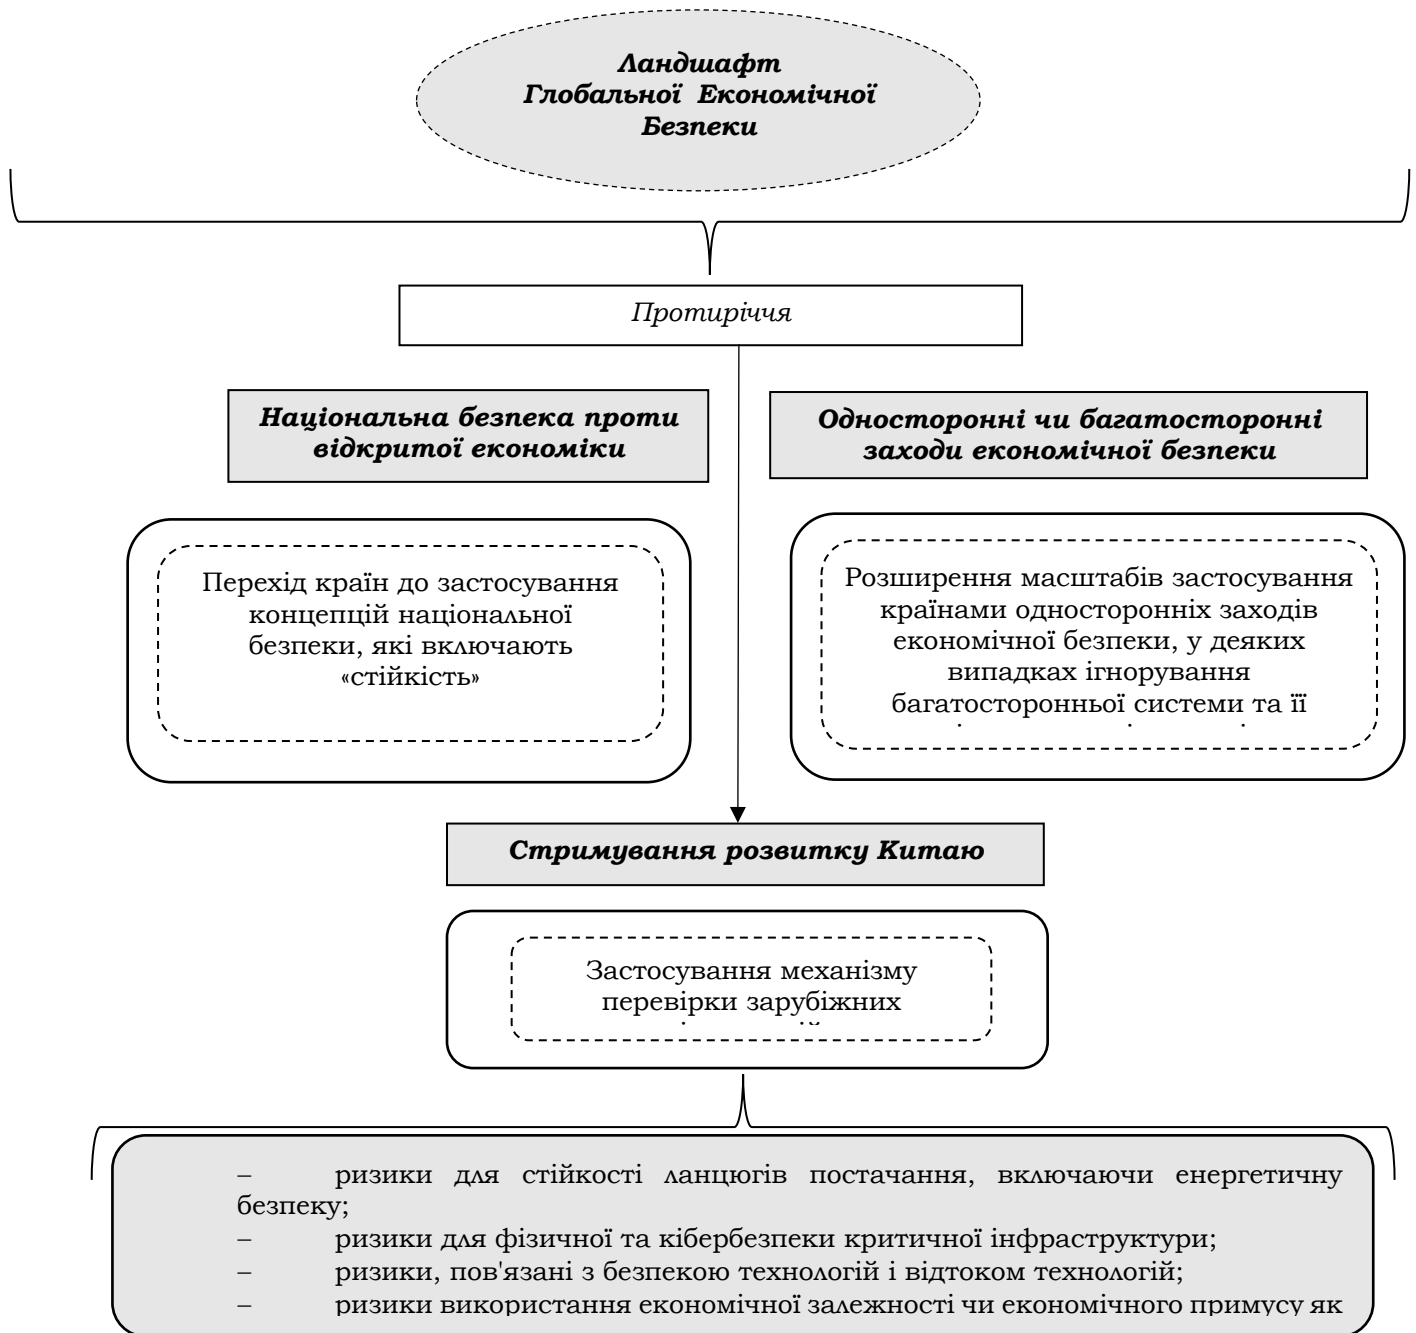 Ландшафт
Глобальної Економічної
Безпеки
Протиріччя
Національна безпека проти
відкритої економіки
Односторонні чи багатосторонні
заходи економічної безпеки
Перехід країн до застосування
концепцій національної
безпеки, які включають
«стійкість»
Розширення масштабів застосування
країнами односторонніх заходів
економічної безпеки, у деяких
випадках ігнорування
багатосторонньої системи та її
Стримування розвитку Китаю
Застосування механізму
перевірки зарубіжних
– ризики для стійкості ланцюгів постачання, включаючи енергетичну
безпеку;
– ризики для фізичної та кібербезпеки критичної інфраструктури;
– ризики, пов'язані з безпекою технологій і відтоком технологій;
– ризики використання економічної залежності чи економічного примусу як